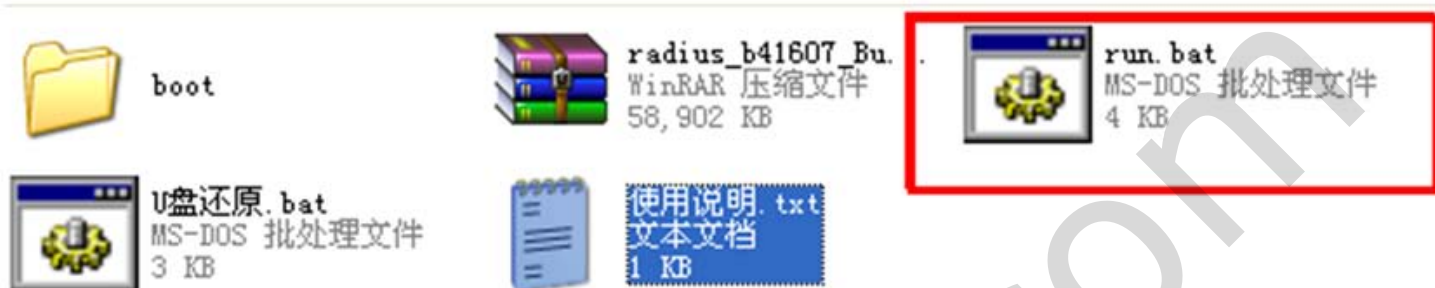 boot
radius_b41607_Bu...
WinRAR 压缩文件
58,902 KB
run.bat
MS-DOS 批处理文件
4 KB
U盘还原.bat
MS-DOS 批处理文件
3 KB
使用说明.txt
文本文档
1 KB